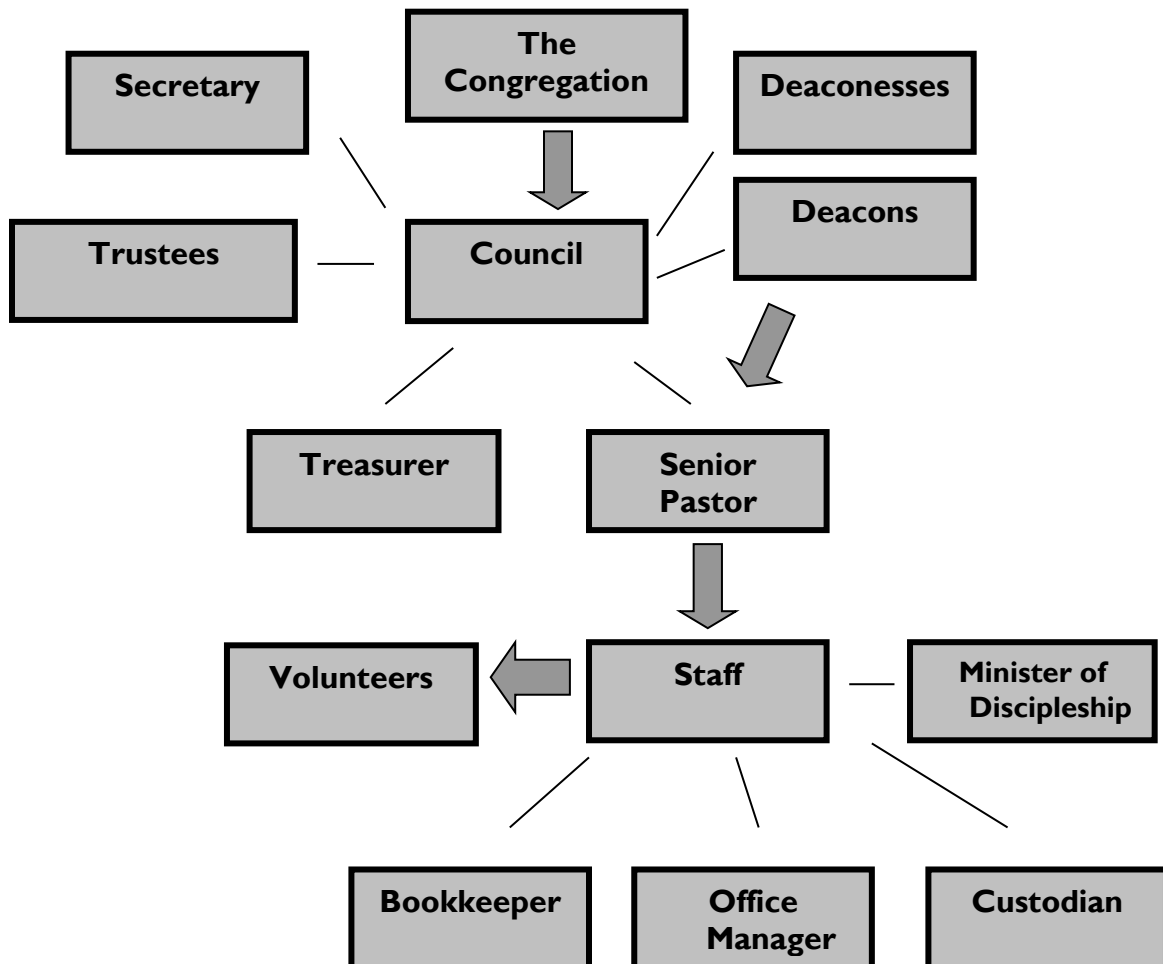 The
Congregation
Secretary
Deaconesses
Deacons
Trustees
Council
Treasurer
Senior
Pastor
Volunteers
Staff
Minister of
Discipleship
Bookkeeper
Office
Manager
Custodian